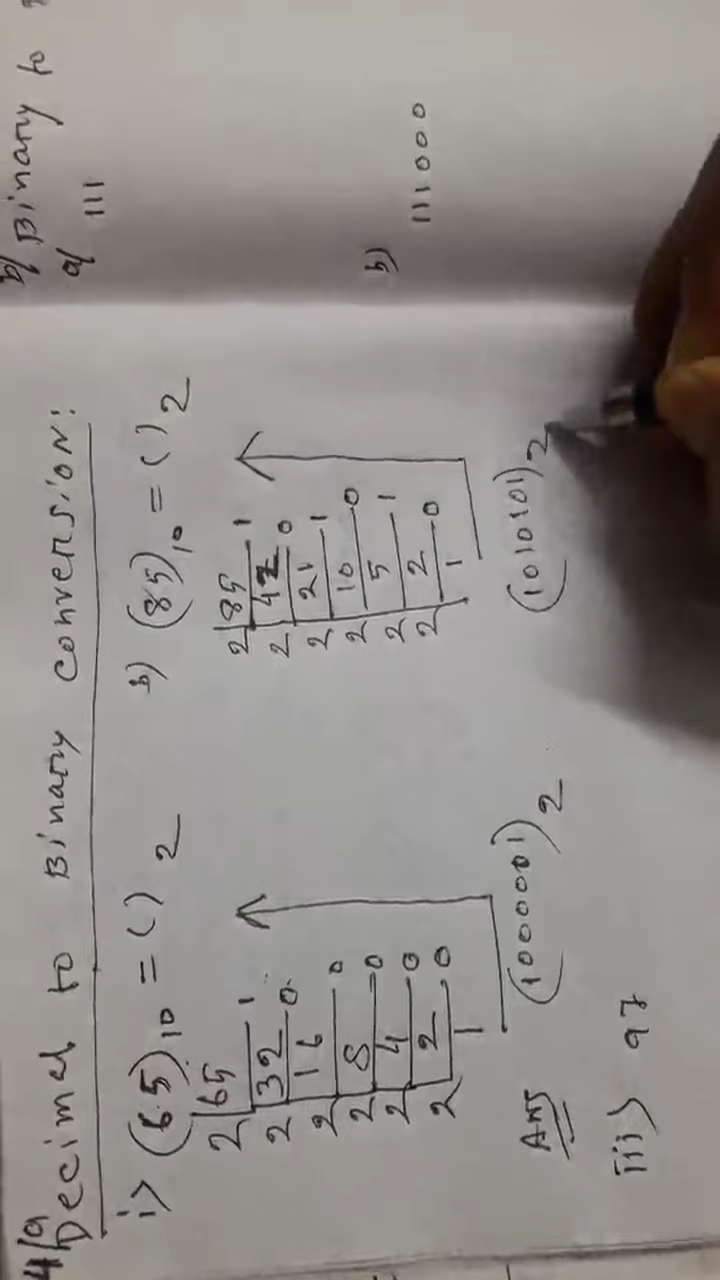 4/a
Decimal to Binary conversion:
i> (65)10 = ( )2
2 65 1
2 32 0
2 16 0
2 8 0
2 4 0
2 2 0
1
Ans (1000001)2
b) (85)10 = ( )2
2 85 1
2 42 0
2 21 1
2 10 0
2 5 1
2 2 0
1
(1010101)2
iii) 97
b/ Binary to
a/ 111
b) 111000